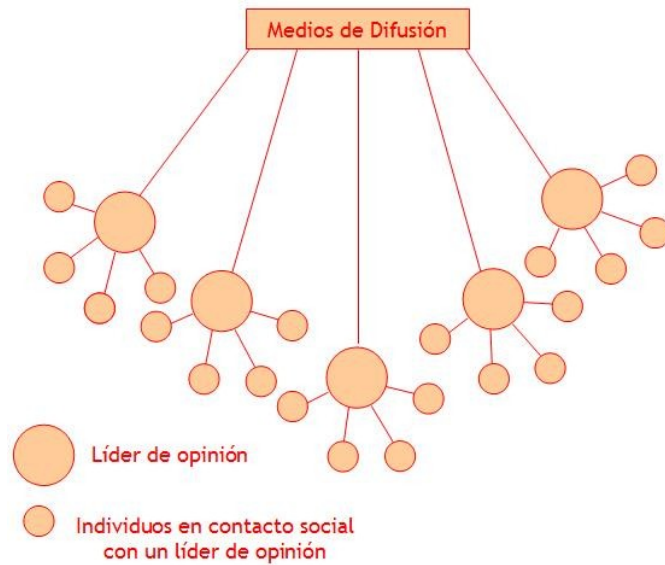 Medios de Difusión
Líder de opinión
Individuos en contacto social
con un líder de opinión